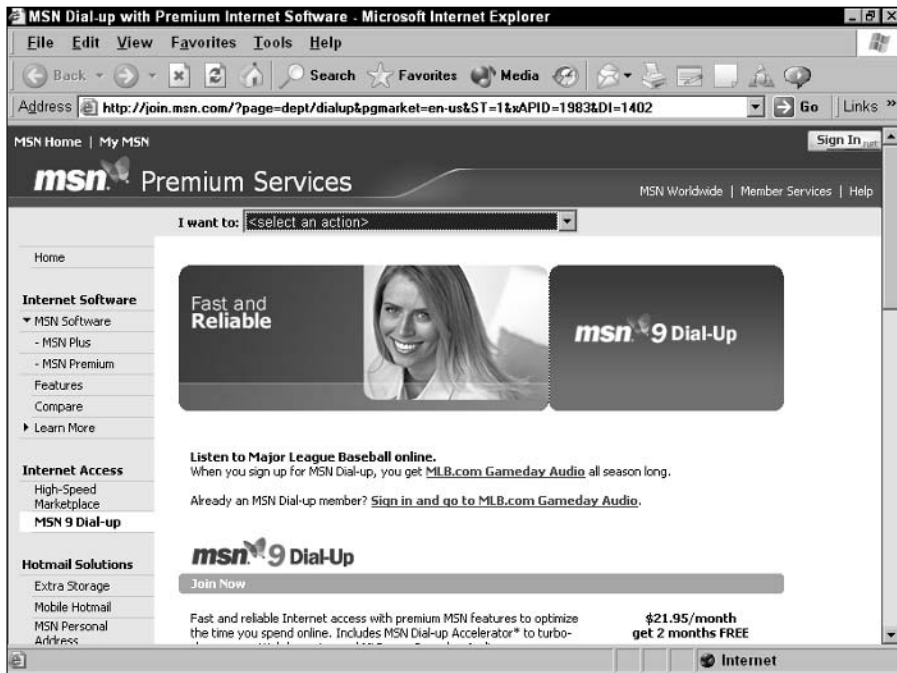 MSN Dial-up with Premium Internet Software - Microsoft Internet Explorer
File Edit View Favorites Tools Help
Back Search Favorites Media
Address http://join.msn.com/?page=dept/dialup&pgmarket=en-us&ST=1&xAPID=1983&DI=1402 Go Links »
MSN Home | My MSN
Sign In .net
msn Premium Services
MSN Worldwide | Member Services | Help
I want to: <select an action>
Home
Internet Software
MSN Software
- MSN Plus
- MSN Premium
Features
Compare
Learn More
Internet Access
High-Speed
Marketplace
MSN 9 Dial-up
Hotmail Solutions
Extra Storage
Mobile Hotmail
MSN Personal
Address
Fast and
Reliable
msn 9 Dial-Up
Listen to Major League Baseball online.
When you sign up for MSN Dial-up, you get MLB.com Gameday Audio all season long.
Already an MSN Dial-up member? Sign in and go to MLB.com Gameday Audio.
msn 9 Dial-Up
Join Now
Fast and reliable Internet access with premium MSN features to optimize
the time you spend online. Includes MSN Dial-up Accelerator* to turbo-
$21.95/month
get 2 months FREE
Internet